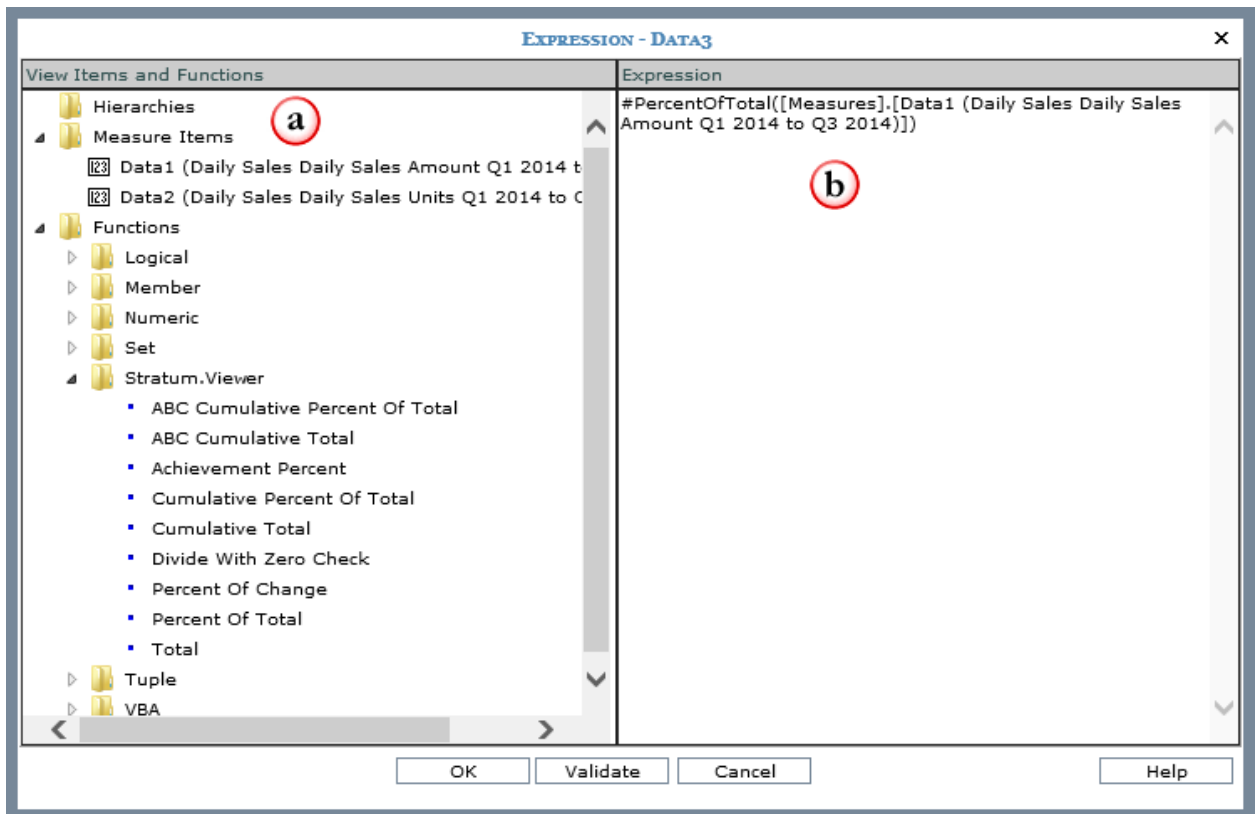 Expression - Data3
View Items and Functions
Expression
Hierarchies
a
Measure Items
123 Data1 (Daily Sales Daily Sales Amount Q1 2014 t
123 Data2 (Daily Sales Daily Sales Units Q1 2014 to
Functions
Logical
Member
Numeric
Set
Stratum.Viewer
ABC Cumulative Percent Of Total
ABC Cumulative Total
Achievement Percent
Cumulative Percent Of Total
Cumulative Total
Divide With Zero Check
Percent Of Change
Percent Of Total
Total
Tuple
VBA
#PercentOfTotal([Measures].[Data1 (Daily Sales Daily Sales
Amount Q1 2014 to Q3 2014)])
b
OK Validate Cancel Help